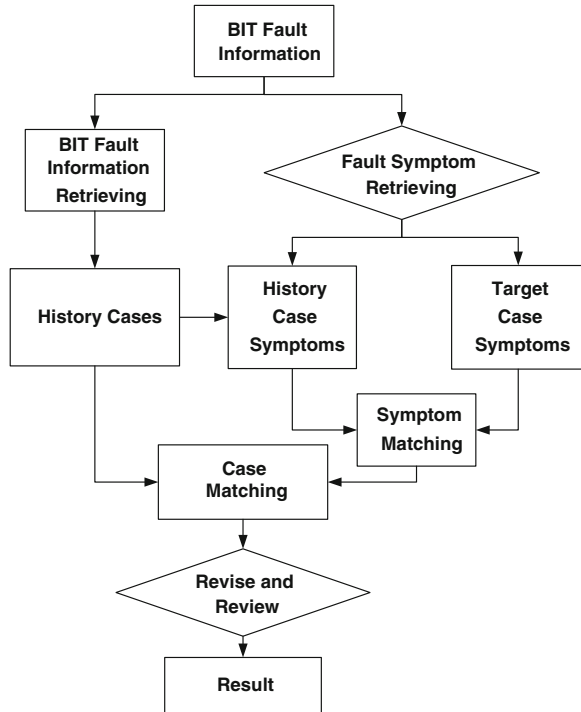 BIT Fault
Information
BIT Fault
Information
Retrieving
Fault Symptom
Retrieving
History Cases
History
Case
Symptoms
Target
Case
Symptoms
Symptom
Matching
Case
Matching
Revise and
Review
Result